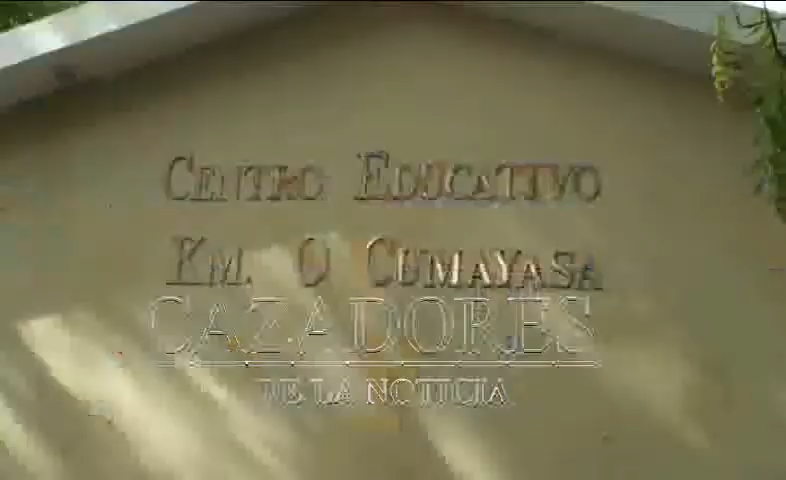 CENTRO EDUCATIVO
KM. 0 CUMAYASA
CAZADORES
DE LA NOTICIA